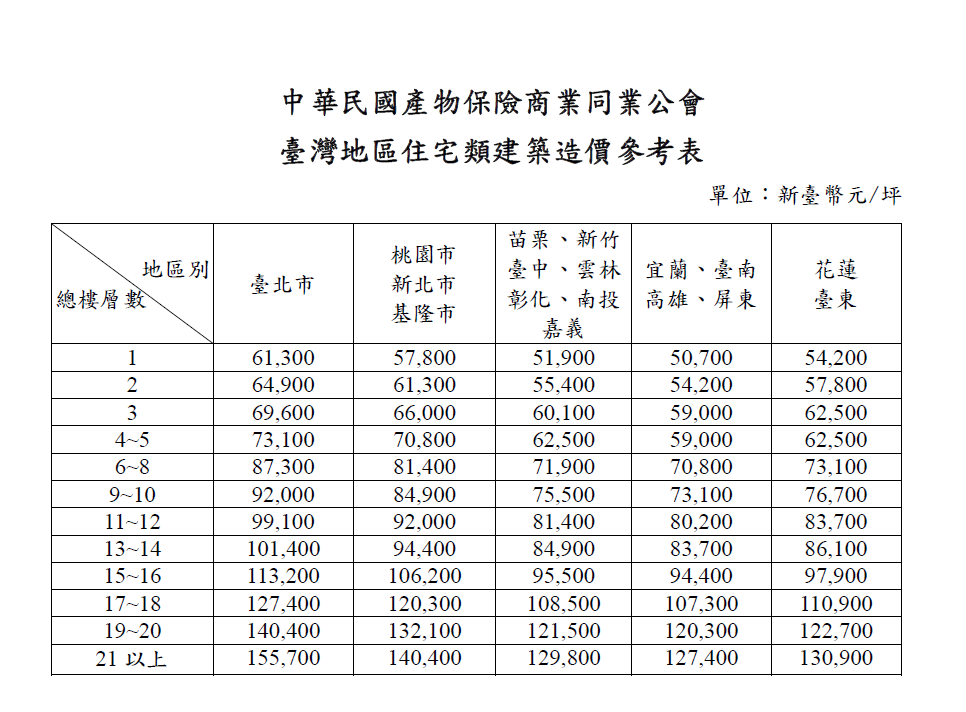 中華民國產物保險商業同業公會
臺灣地區住宅類建築造價參考表
單位：新臺幣元/坪
地區別
總樓層數
臺北市
桃園市
新北市
基隆市
苗栗、新竹
臺中、雲林
彰化、南投
嘉義
宜蘭、臺南
高雄、屏東
花蓮
臺東
1 61,300 57,800 51,900 50,700 54,200
2 64,900 61,300 55,400 54,200 57,800
3 69,600 66,000 60,100 59,000 62,500
4~5 73,100 70,800 62,500 59,000 62,500
6~8 87,300 81,400 71,900 70,800 73,100
9~10 92,000 84,900 75,500 73,100 76,700
11~12 99,100 92,000 81,400 80,200 83,700
13~14 101,400 94,400 84,900 83,700 86,100
15~16 113,200 106,200 95,500 94,400 97,900
17~18 127,400 120,300 108,500 107,300 110,900
19~20 140,400 132,100 121,500 120,300 122,700
21 以上 155,700 140,400 129,800 127,400 130,900